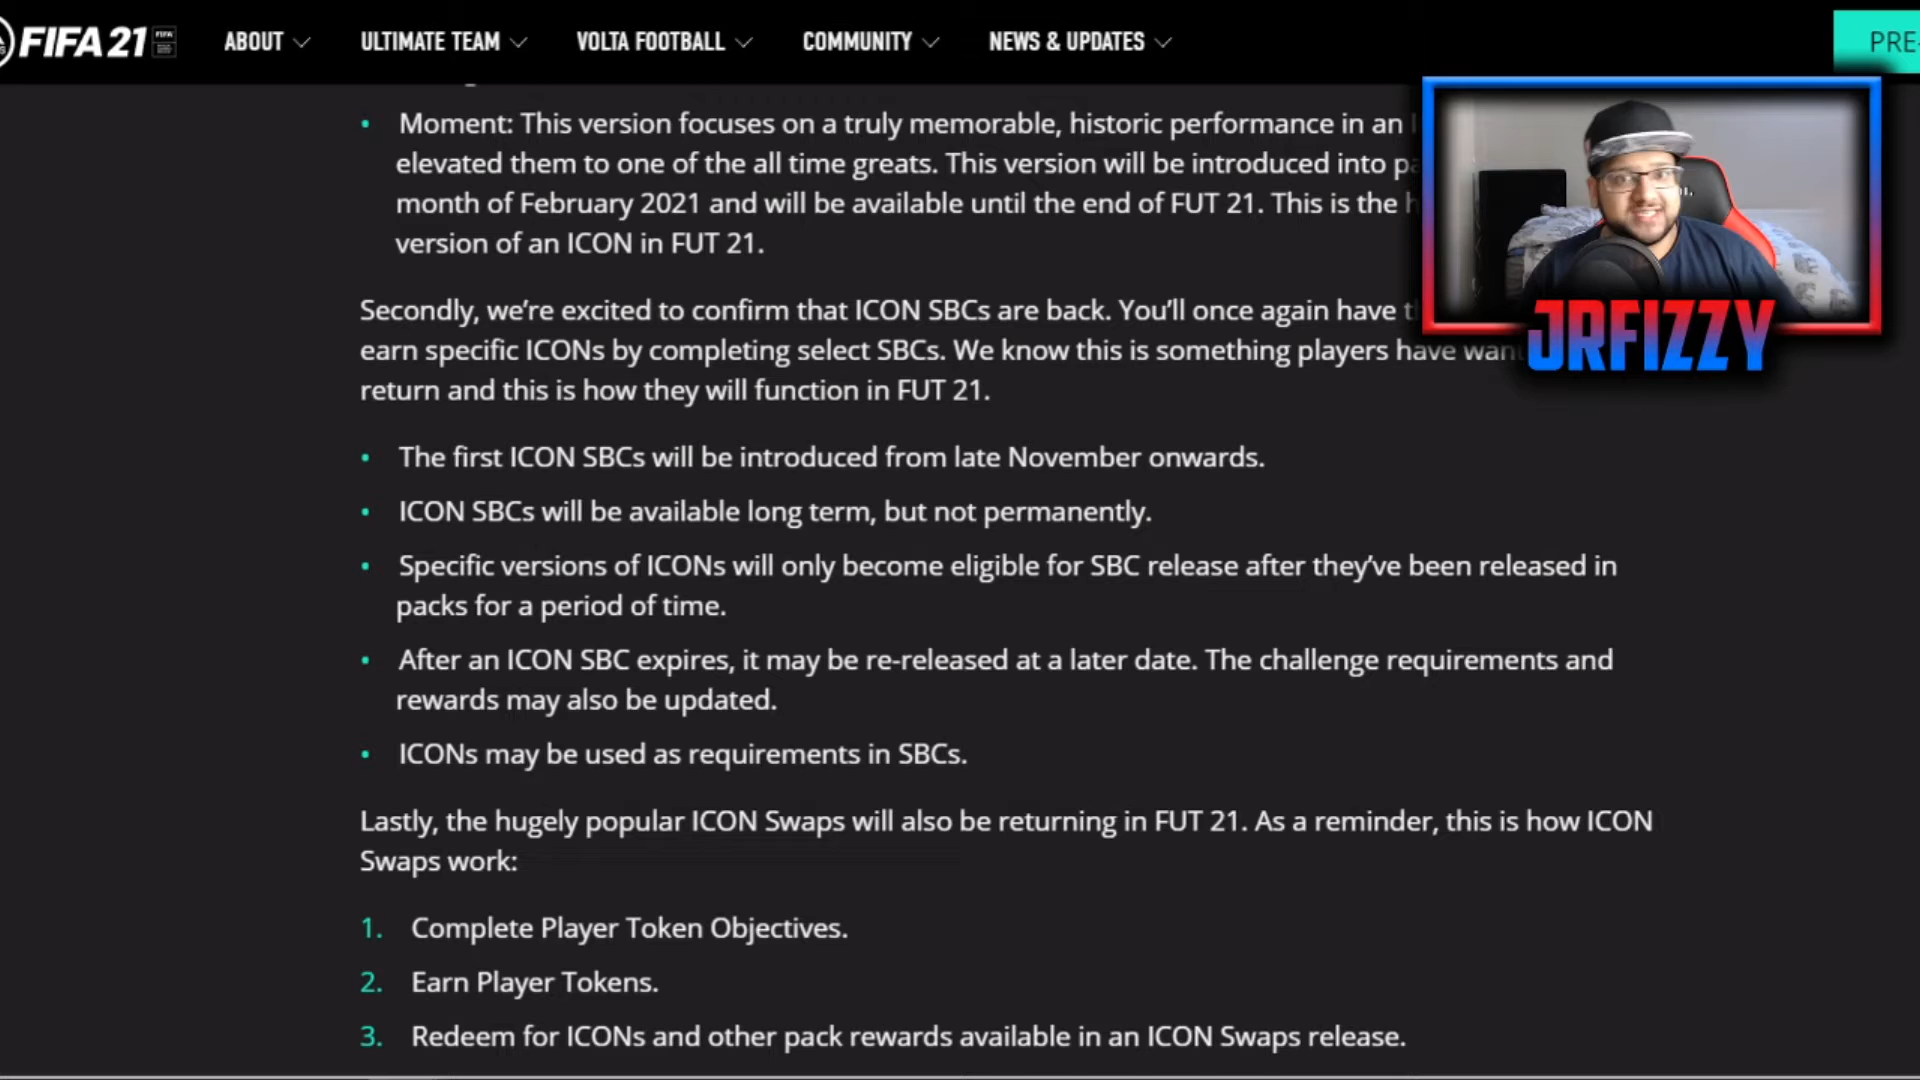 FIFA 21
ABOUT
ULTIMATE TEAM
VOLTA FOOTBALL
COMMUNITY
NEWS & UPDATES
PRE-
• Moment: This version focuses on a truly memorable, historic performance in an
elevated them to one of the all time greats. This version will be introduced into
month of February 2021 and will be available until the end of FUT 21. This is the
version of an ICON in FUT 21.
JRFIZZY
Secondly, we’re excited to confirm that ICON SBCs are back. You’ll once again have
earn specific ICONs by completing select SBCs. We know this is something players have
return and this is how they will function in FUT 21.
• The first ICON SBCs will be introduced from late November onwards.
• ICON SBCs will be available long term, but not permanently.
• Specific versions of ICONs will only become eligible for SBC release after they’ve been released in
packs for a period of time.
• After an ICON SBC expires, it may be re-released at a later date. The challenge requirements and
rewards may also be updated.
• ICONs may be used as requirements in SBCs.
Lastly, the hugely popular ICON Swaps will also be returning in FUT 21. As a reminder, this is how ICON
Swaps work:
1. Complete Player Token Objectives.
2. Earn Player Tokens.
3. Redeem for ICONs and other pack rewards available in an ICON Swaps release.